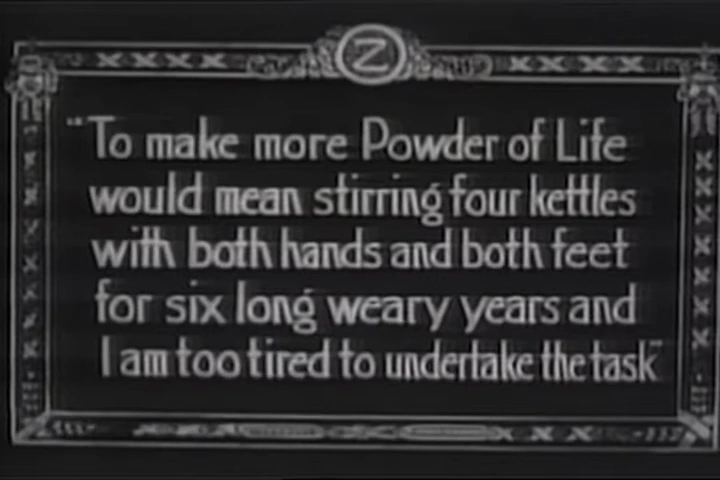 Z
"To make more Powder of Life
would mean stirring four kettles
with both hands and both feet
for six long weary years and
I am too tired to undertake the task"